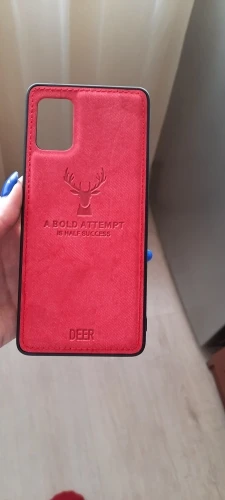 A BOLD ATTEMPT
IS HALF SUCCESS
DEER